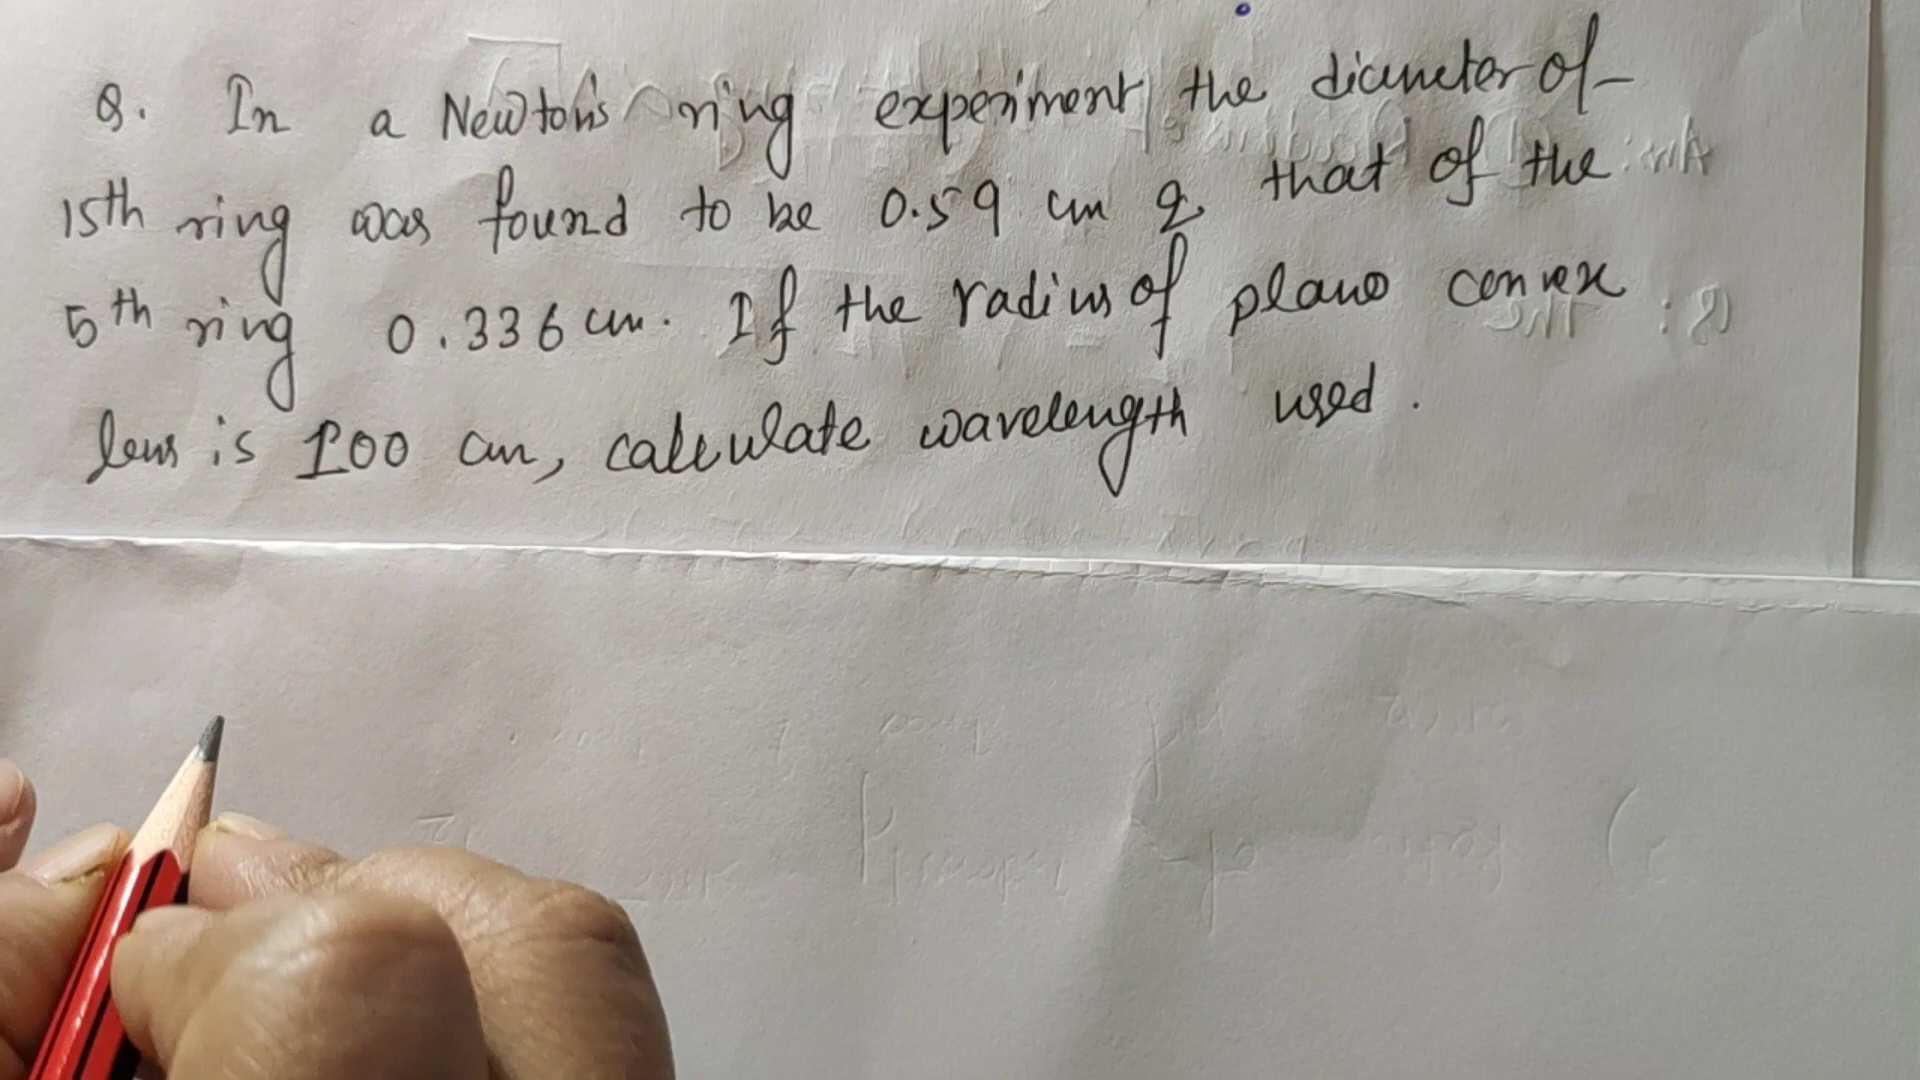 Q. In a Newton's ring experiment the diameter of
15th ring was found to be 0.59 cm & that of the
5th ring 0.336 cm. If the radius of plano convex
lens is 100 cm, calculate wavelength used.